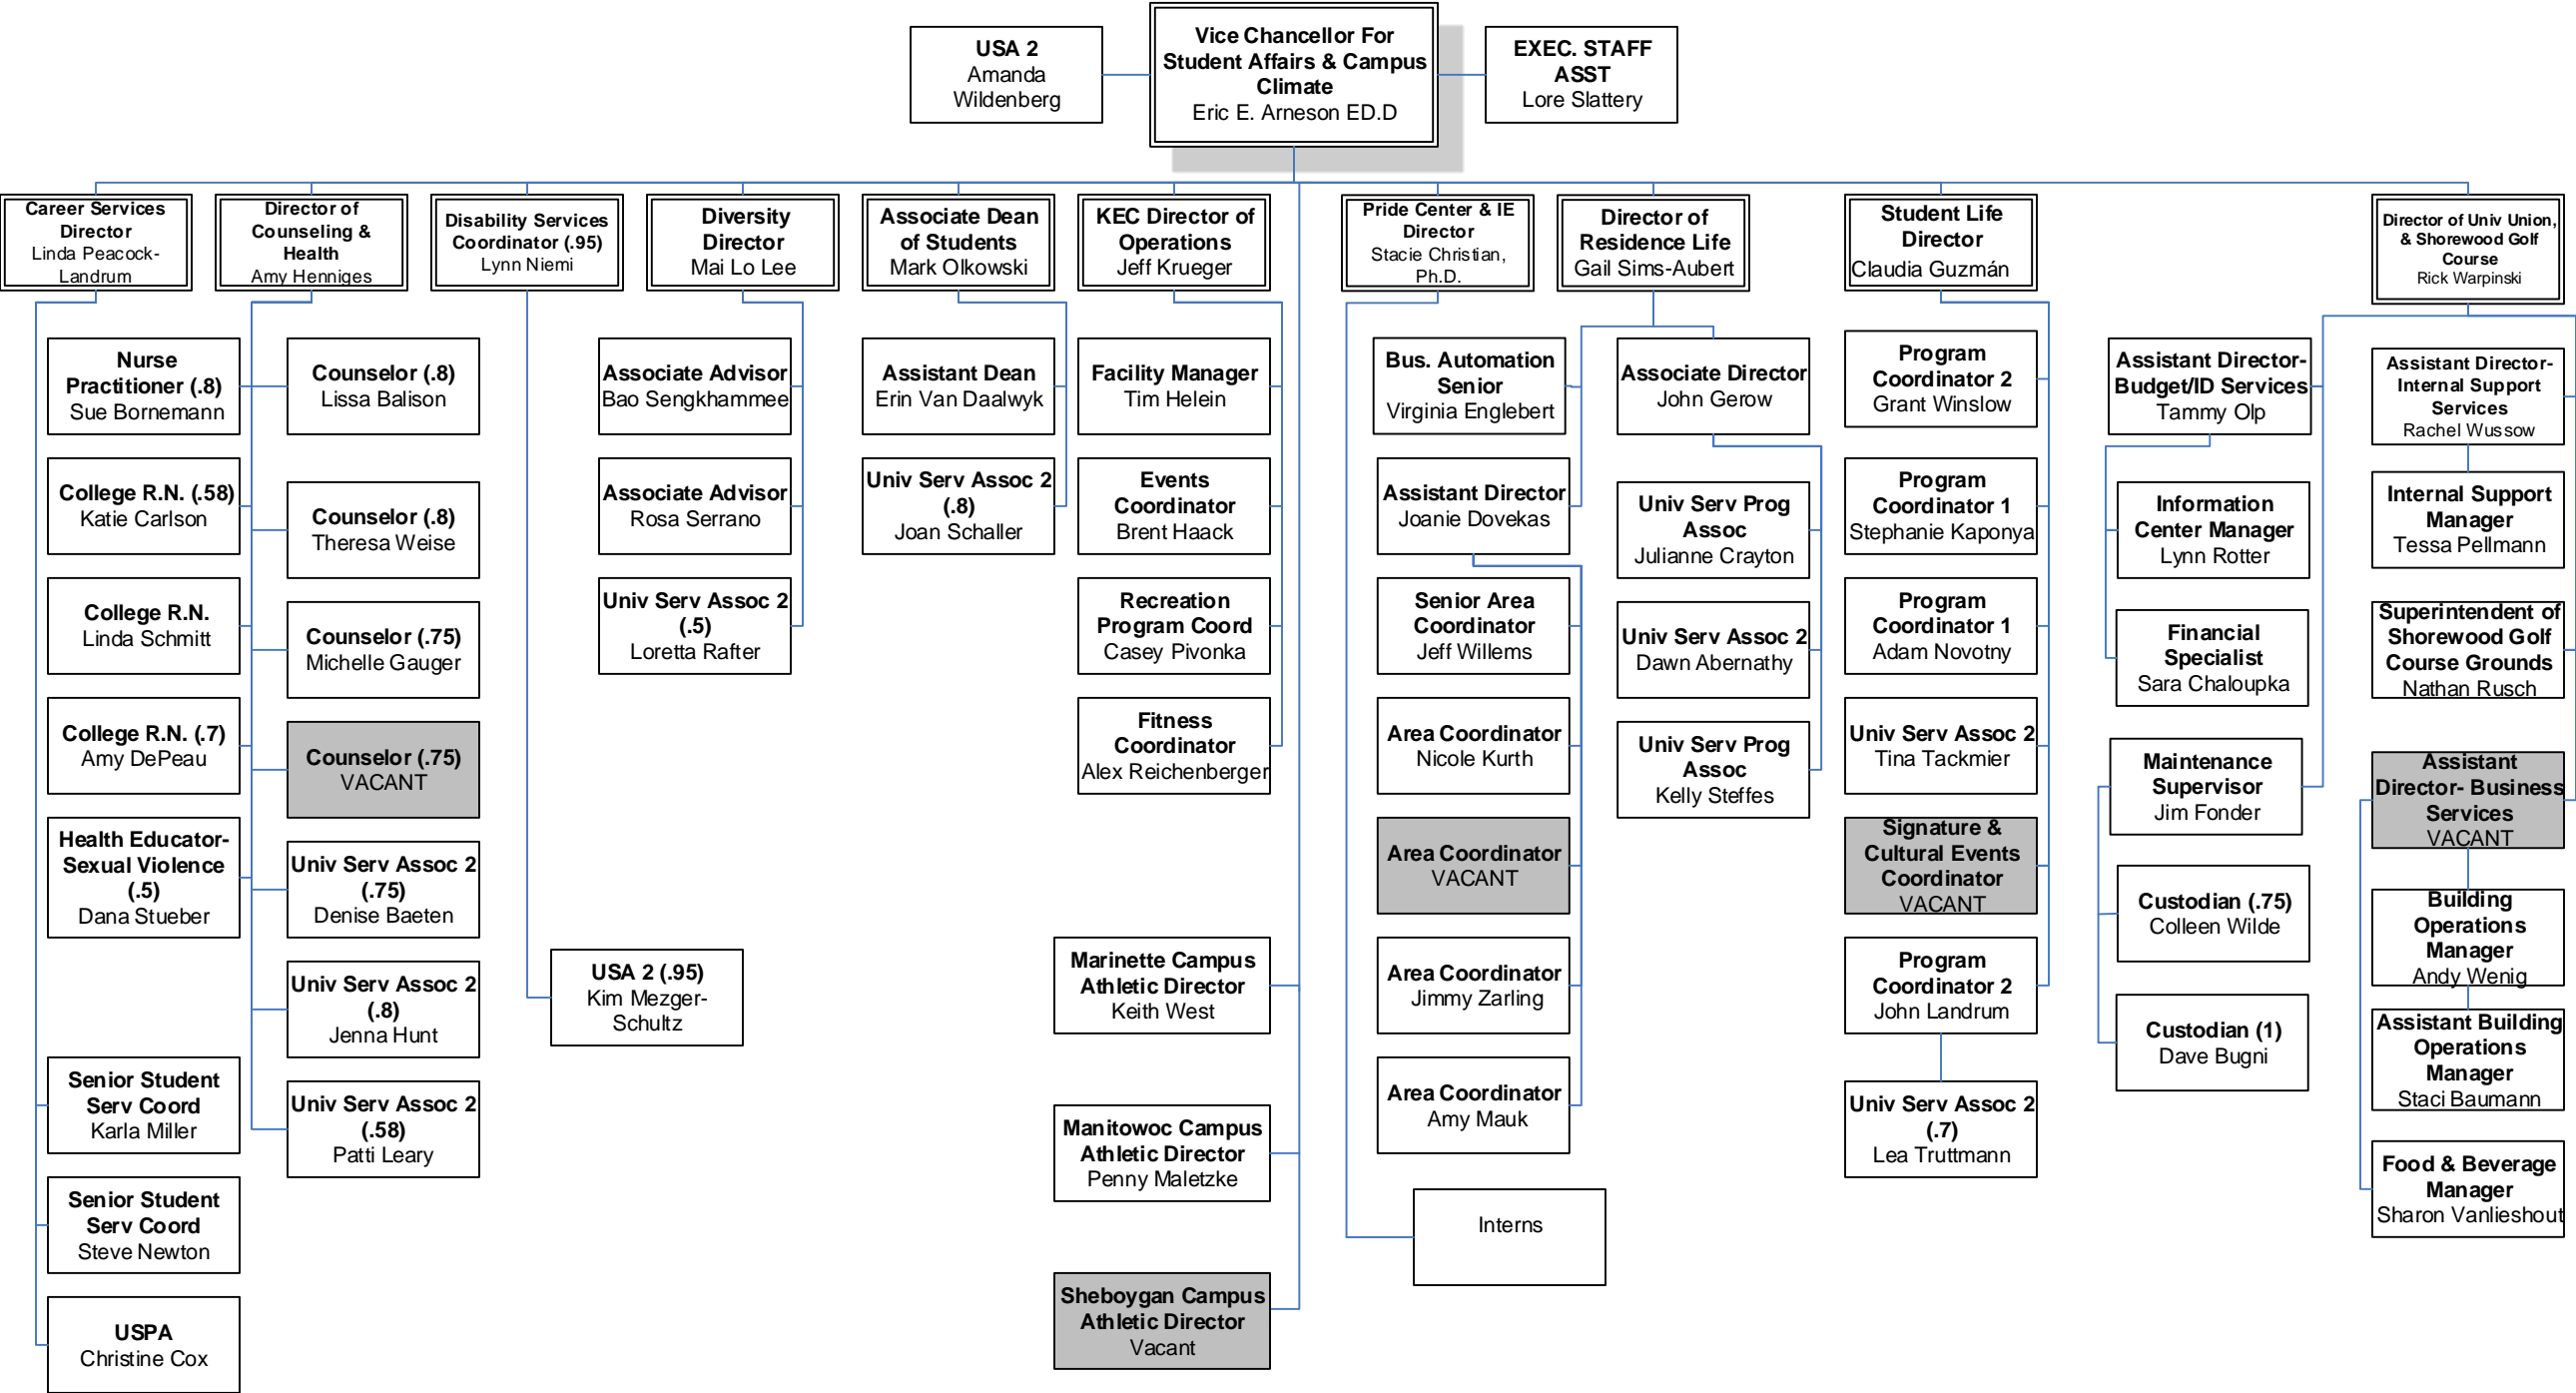 USA 2
Amanda
Wildenberg
Vice Chancellor For
Student Affairs & Campus
Climate
Eric E. Arneson ED.D
EXEC. STAFF
ASST
Lore Slattery
Career Services
Director
Linda Peacock-
Landrum
Director of
Counseling &
Health
Amy Henniges
Disability Services
Coordinator (.95)
Lynn Niemi
Diversity
Director
Mai Lo Lee
Associate Dean
of Students
Mark Olkowski
KEC Director of
Operations
Jeff Krueger
Pride Center & IE
Director
Stacie Christian,
Ph.D.
Director of
Residence Life
Gail Sims-Aubert
Student Life
Director
Claudia Guzmán
Director of Univ Union,
& Shorewood Golf
Course
Rick Warpinski
Nurse
Practitioner (.8)
Sue Bornemann
College R.N. (.58)
Katie Carlson
College R.N.
Linda Schmitt
College R.N. (.7)
Amy DePeau
Health Educator-
Sexual Violence
(.5)
Dana Stueber
Senior Student
Serv Coord
Karla Miller
Senior Student
Serv Coord
Steve Newton
USPA
Christine Cox
Counselor (.8)
Lissa Balison
Counselor (.8)
Theresa Weise
Counselor (.75)
Michelle Gauger
Counselor (.75)
VACANT
Univ Serv Assoc 2
(.75)
Denise Baeten
Univ Serv Assoc 2
(.8)
Jenna Hunt
Univ Serv Assoc 2
(.58)
Patti Leary
USA 2 (.95)
Kim Mezger-
Schultz
Associate Advisor
Bao Sengkhammee
Associate Advisor
Rosa Serrano
Univ Serv Assoc 2
(.5)
Loretta Rafter
Assistant Dean
Erin Van Daalwyk
Univ Serv Assoc 2
(.8)
Joan Schaller
Facility Manager
Tim Helein
Events
Coordinator
Brent Haack
Recreation
Program Coord
Casey Pivonka
Fitness
Coordinator
Alex Reichenberger
Marinette Campus
Athletic Director
Keith West
Manitowoc Campus
Athletic Director
Penny Maletzke
Sheboygan Campus
Athletic Director
Vacant
Bus. Automation
Senior
Virginia Englebert
Assistant Director
Joanie Dovekas
Senior Area
Coordinator
Jeff Willems
Area Coordinator
Nicole Kurth
Area Coordinator
VACANT
Area Coordinator
Jimmy Zarling
Area Coordinator
Amy Mauk
Interns
Associate Director
John Gerow
Univ Serv Prog
Assoc
Julianne Crayton
Univ Serv Assoc 2
Dawn Abernathy
Univ Serv Prog
Assoc
Kelly Steffes
Program
Coordinator 2
Grant Winslow
Program
Coordinator 1
Stephanie Kaponya
Program
Coordinator 1
Adam Novotny
Univ Serv Assoc 2
Tina Tackmier
Signature &
Cultural Events
Coordinator
VACANT
Program
Coordinator 2
John Landrum
Univ Serv Assoc 2
(.7)
Lea Truttmann
Assistant Director-
Budget/ID Services
Tammy Olp
Information
Center Manager
Lynn Rotter
Financial
Specialist
Sara Chaloupka
Maintenance
Supervisor
Jim Fonder
Custodian (.75)
Colleen Wilde
Custodian (1)
Dave Bugni
Assistant Director-
Internal Support
Services
Rachel Wussow
Internal Support
Manager
Tessa Pellmann
Superintendent of
Shorewood Golf
Course Grounds
Nathan Rusch
Assistant
Director- Business
Services
VACANT
Building
Operations
Manager
Andy Wenig
Assistant Building
Operations
Manager
Staci Baumann
Food & Beverage
Manager
Sharon Vanlieshout